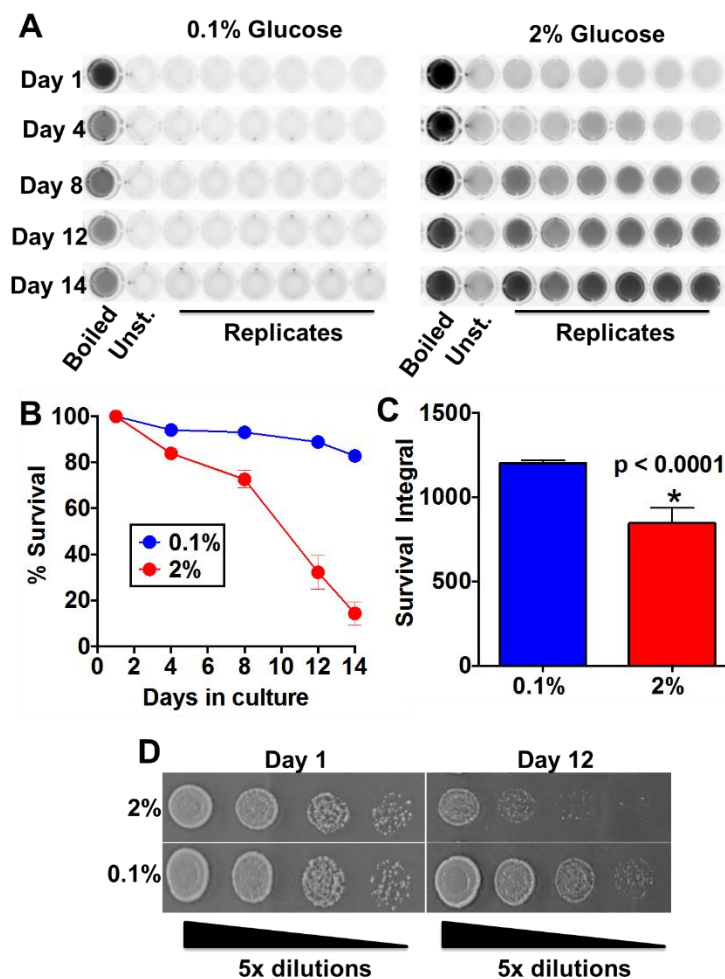 A
0.1% Glucose
2% Glucose
Day 1
Day 4
Day 8
Day 12
Day 14
Boiled
Unst.
Replicates
Boiled
Unst.
Replicates
B
100
80
60
40
20
0
% Survival
0.1%
2%
0 2 4 6 8 10 12 14
Days in culture
C
1500
1000
500
0
Survival Integral
p < 0.0001
*
0.1%
2%
D
Day 1
Day 12
2%
0.1%
5x dilutions
5x dilutions